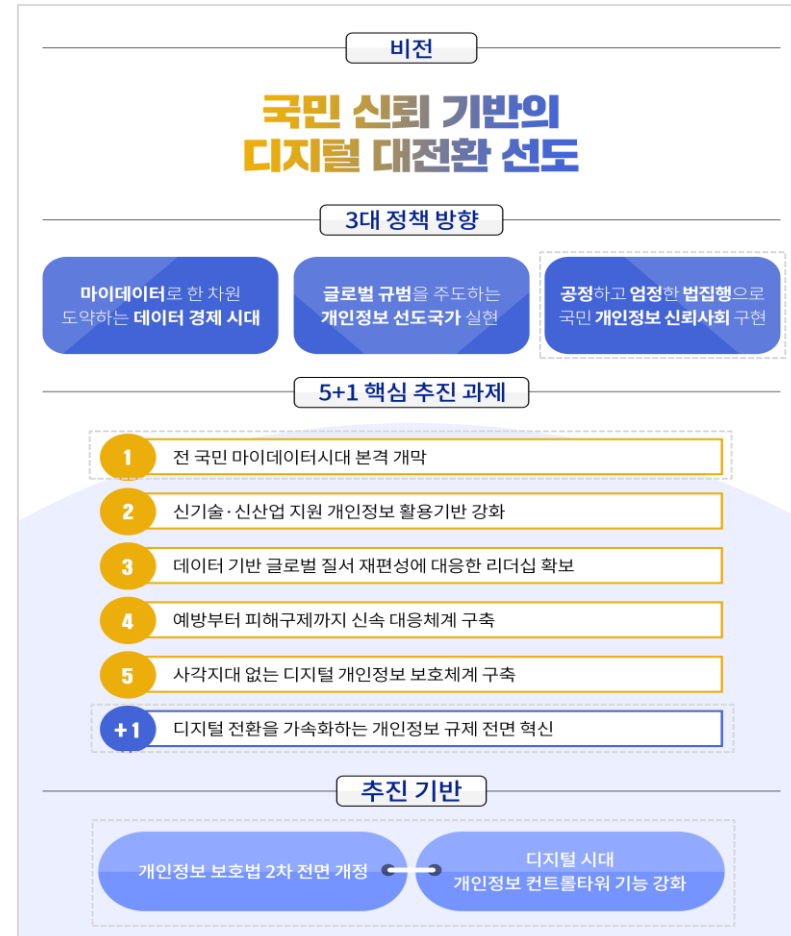 비전
국민 신뢰 기반의
디지털 대전환 선도
3대 정책 방향
마이데이터로 한 차원
도약하는 데이터 경제 시대
글로벌 규범을 주도하는
개인정보 선도국가 실현
공정하고 엄정한 법집행으로
국민 개인정보 신뢰사회 구현
5+1 핵심 추진 과제
1 전 국민 마이데이터시대 본격 개막
2 신기술·신산업 지원 개인정보 활용기반 강화
3 데이터 기반 글로벌 질서 재편성에 대응한 리더십 확보
4 예방부터 피해구제까지 신속 대응체계 구축
5 사각지대 없는 디지털 개인정보 보호체계 구축
+1 디지털 전환을 가속화하는 개인정보 규제 전면 혁신
추진 기반
개인정보 보호법 2차 전면 개정
디지털 시대
개인정보 컨트롤타워 기능 강화